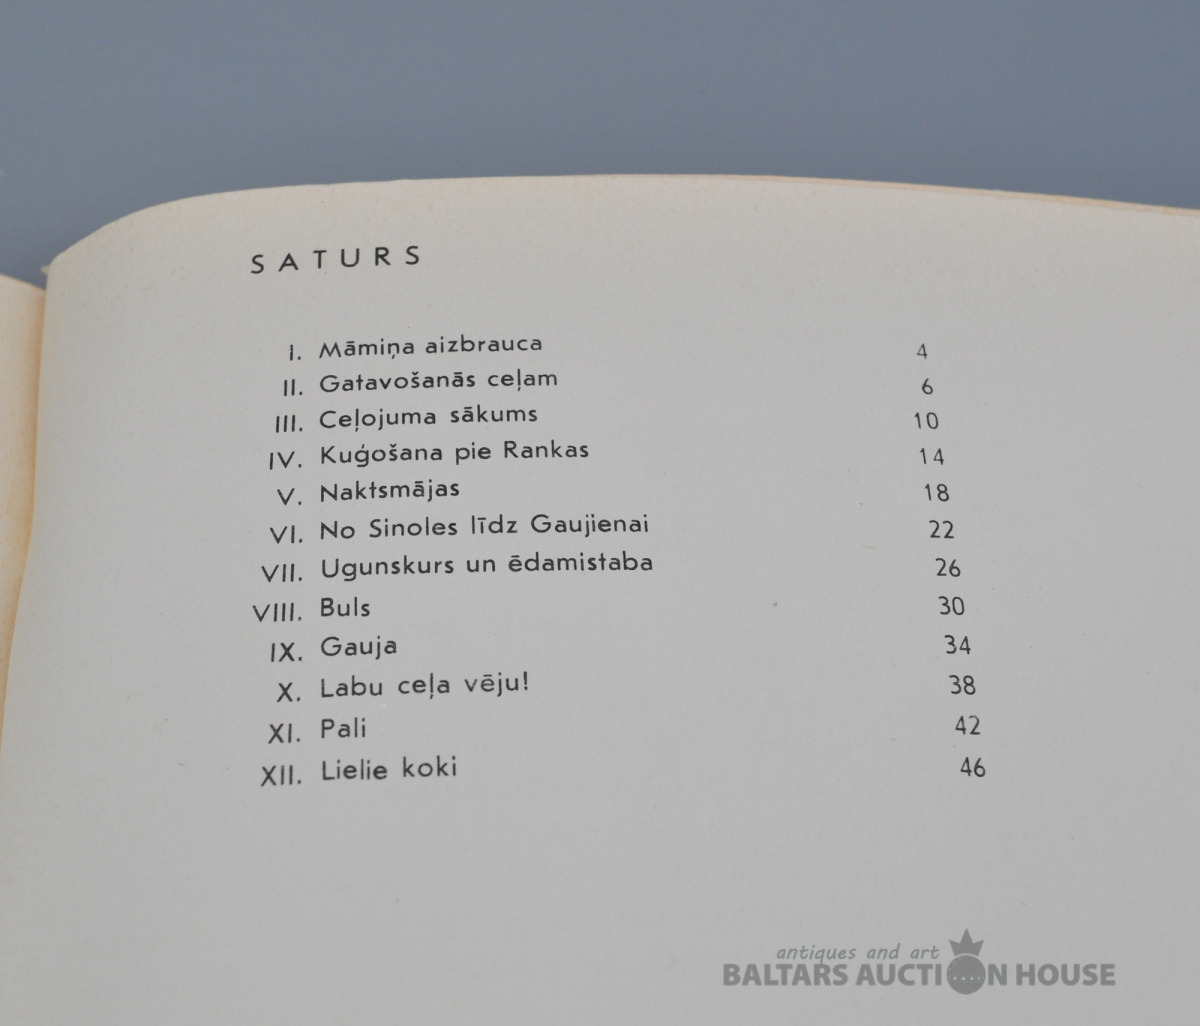 SATURS
I. Māmiņa aizbrauca 4
II. Gatavošanās ceļam 6
III. Ceļojuma sākums 10
IV. Kuģošana pie Rankas 14
V. Naktsmājas 18
VI. No Sinoles līdz Gaujienai 22
VII. Ugunskurs un ēdamistaba 26
VIII. Buls 30
IX. Gauja 34
X. Labu ceļa vēju! 38
XI. Pali 42
XII. Lielie koki 46
antiques and art
BALTARS AUCTION HOUSE